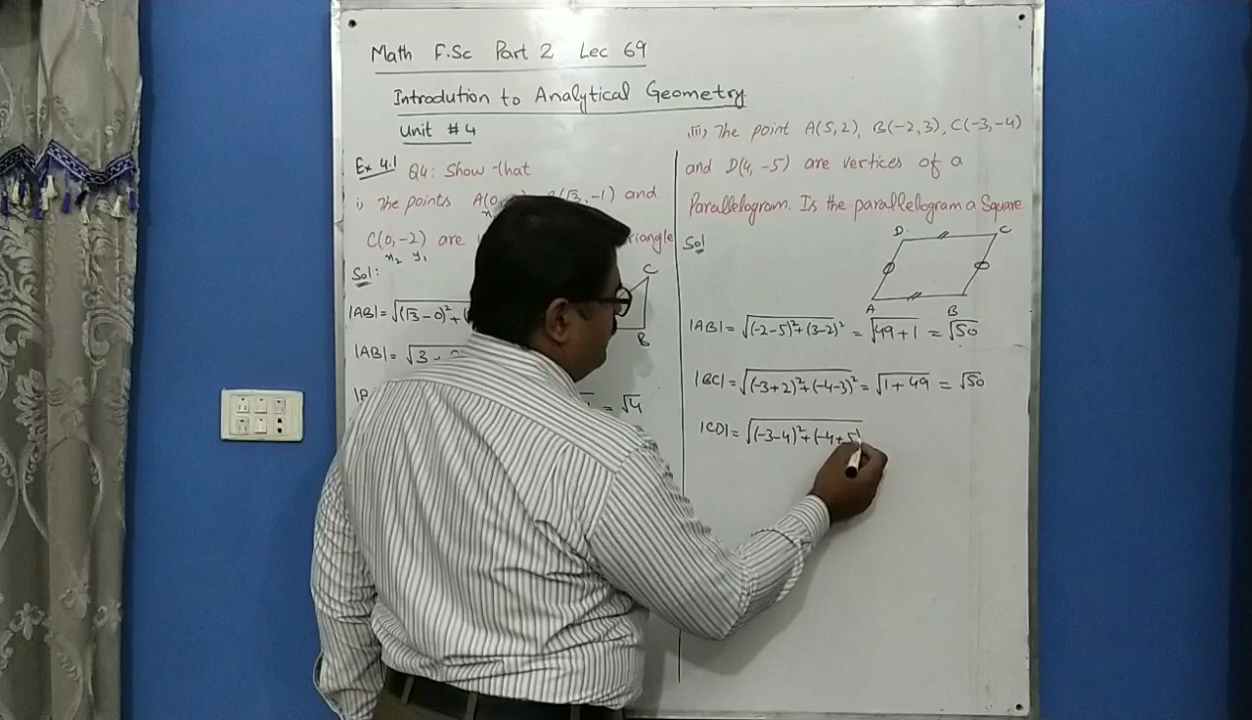 Math F.Sc Part 2 Lec 69
Introdution to Analytical Geometry
Unit #4
Ex 4.1 Q4: Show that
i, The points A(0, (√3, -1) and
C(0, -2) are riangle
x₂ y₁
Sol:
|AB| = √(√3-0)²+
|AB| = √3+
= √4
C
B
iii, The point A(5,2), B(-2,3), C(-3,-4)
and D(4, -5) are vertices of a
Parallelogram. Is the parallelogram a Square
Sol
D C
A B
|AB| = √(-2-5)²+(3-2)² = √49+1 = √50
|BC| = √(-3+2)²+(-4-3)² = √1+49 = √50
|CD| = √(-3-4)²+(-4+5)